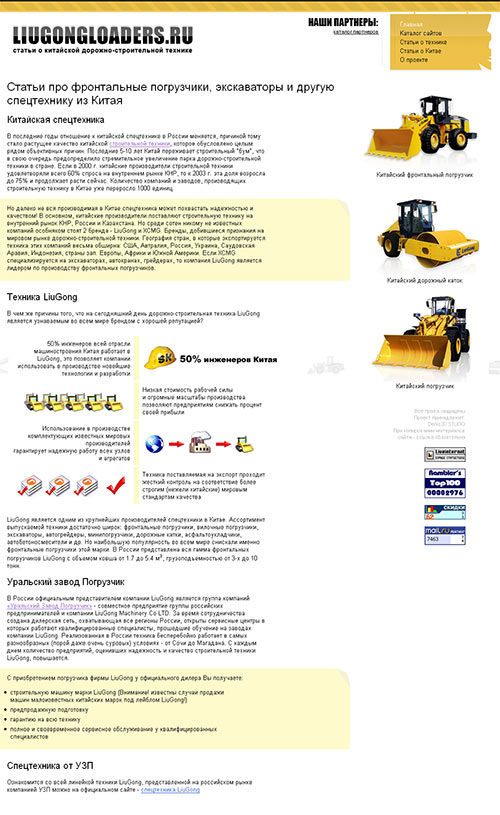 LIUGONGLOADERS.RU
статьи о китайской дорожно-строительной технике
НАШИ ПАРТНЕРЫ:
каталог партнеров
Главная
Каталог сайтов
Статьи о технике
Статьи о Китае
О проекте
Статьи про фронтальные погрузчики, экскаваторы и другую
спецтехнику из Китая
Китайская спецтехника
В последние годы отношение к китайской спецтехнике в России меняется, причиной тому
стало растущее качество китайской строительной техники, которое обусловлено целым
рядом объективных причин. Последние 5-10 лет Китай переживает строительный "бум", что
в свою очередь предопределило стремительное увеличение парка дорожно-строительной
техники в стране. Если в 2000 г. китайские производители строительной техники
удовлетворяли всего 60% спроса на внутреннем рынке КНР, то к 2003 г. эта доля возросла
до 75% и продолжает расти сейчас. Количество компаний и заводов, производящих
строительную технику в Китае уже переросло 1000 единиц.
Но далеко не вся производимая в Китае спецтехника может похвастать надежностью и
качеством! В основном, китайские производители поставляют строительную технику на
внутренний рынок КНР, России и Казахстана. Но среди сотен никому не известных
компаний особняком стоят 2 бренда - LiuGong и XCMG. Бренды, добившиеся признания на
мировом рынке дорожно-строительной техники. География стран, в которые экспортируется
техника этих компаний весьма обширна: США, Австралия, Россия, Украина, Саудовская
Аравия, Индонезия, страны зап. Европы, Африки и Южной Америки. Если XCMG
специализируется на экскаваторах, автокранах, грейдерах, то компания LiuGong является
лидером по производству фронтальных погрузчиков.
Техника LiuGong
В чем же причины того, что на сегодняшний день дорожно-строительная техника LiuGong
является узнаваемым во всем мире брендом с хорошей репутацией?
50% инженеров всей отрасли
машиностроения Китая работает в
LiuGong, это позволяет компании
использовать в производстве новейшие
технологии и разработки
50% инженеров Китая
Низкая стоимость рабочей силы
и огромные масштабы производства
позволяют предприятиям снижать процент
своей прибыли
Использование в производстве
комплектующих известных мировых
производителей
гарантирует надежную работу всех узлов
и агрегатов
Техника поставляемая на экспорт проходит
жесткий контроль на соответствие более
строгим (нежели китайские) мировым
стандартам качества
LiuGong является одним из крупнейших производителей спецтехники в Китае. Ассортимент
выпускаемой техники достаточно широк: фронтальные погрузчики, вилочные погрузчики,
экскаваторы, автогрейдеры, минипогрузчики, дорожные катки, асфальтоукладчики,
автобетоносмесители и др. Но наибольшую популярность во всем мире снискали именно
фронтальные погрузчики этой марки. В России представлена вся гамма фронтальных
погрузчиков LiuGong с объемом ковша от 1.7 до 5.4 м³, грузоподъемностью от 3-х до 10
тонн.
Уральский завод Погрузчик
В России официальным представителем компании LiuGong является группа компаний
«Уральский Завод Погрузчик» - совместное предприятие группы российских
предпринимателей и компании LiuGong Machinery Co LTD. За время сотрудничества
создана дилерская сеть, охватывающая все регионы России, открыты сервисные центры в
которых работают квалифицированные специалисты, прошедшие обучение на заводах
компании LiuGong. Реализованная в России техника бесперебойно работает в самых
разнообразных (порой даже очень суровых) условиях - от Сочи до Магадана. С каждым
днем количество предприятий, оценивших надежность и качество строительной техники
LiuGong, повышается.
С приобретением погрузчика фирмы LiuGong у официального дилера Вы получаете:
строительную машину марки LiuGong (Внимание! известны случаи продажи
машин малоизвестных китайских марок под лейблом LiuGong!)
предпродажную подготовку
гарантию на всю технику
полное и своевременное сервисное обслуживание у квалифицированных
специалистов
Спецтехника от УЗП
Ознакомится со всей линейкой техники LiuGong, представленной на российском рынке
компанией УЗП можно на официальном сайте - спецтехника LiuGong
Китайский фронтальный погрузчик
Китайский дорожный каток
Китайский погрузчик
Все права защищены
Проект принадлежит
При копировании материалов
сайта - ссылка обязательна
Liveinternet
Rambler's
Top100
00002976
СКИДКИ
62
mail.ru
7463